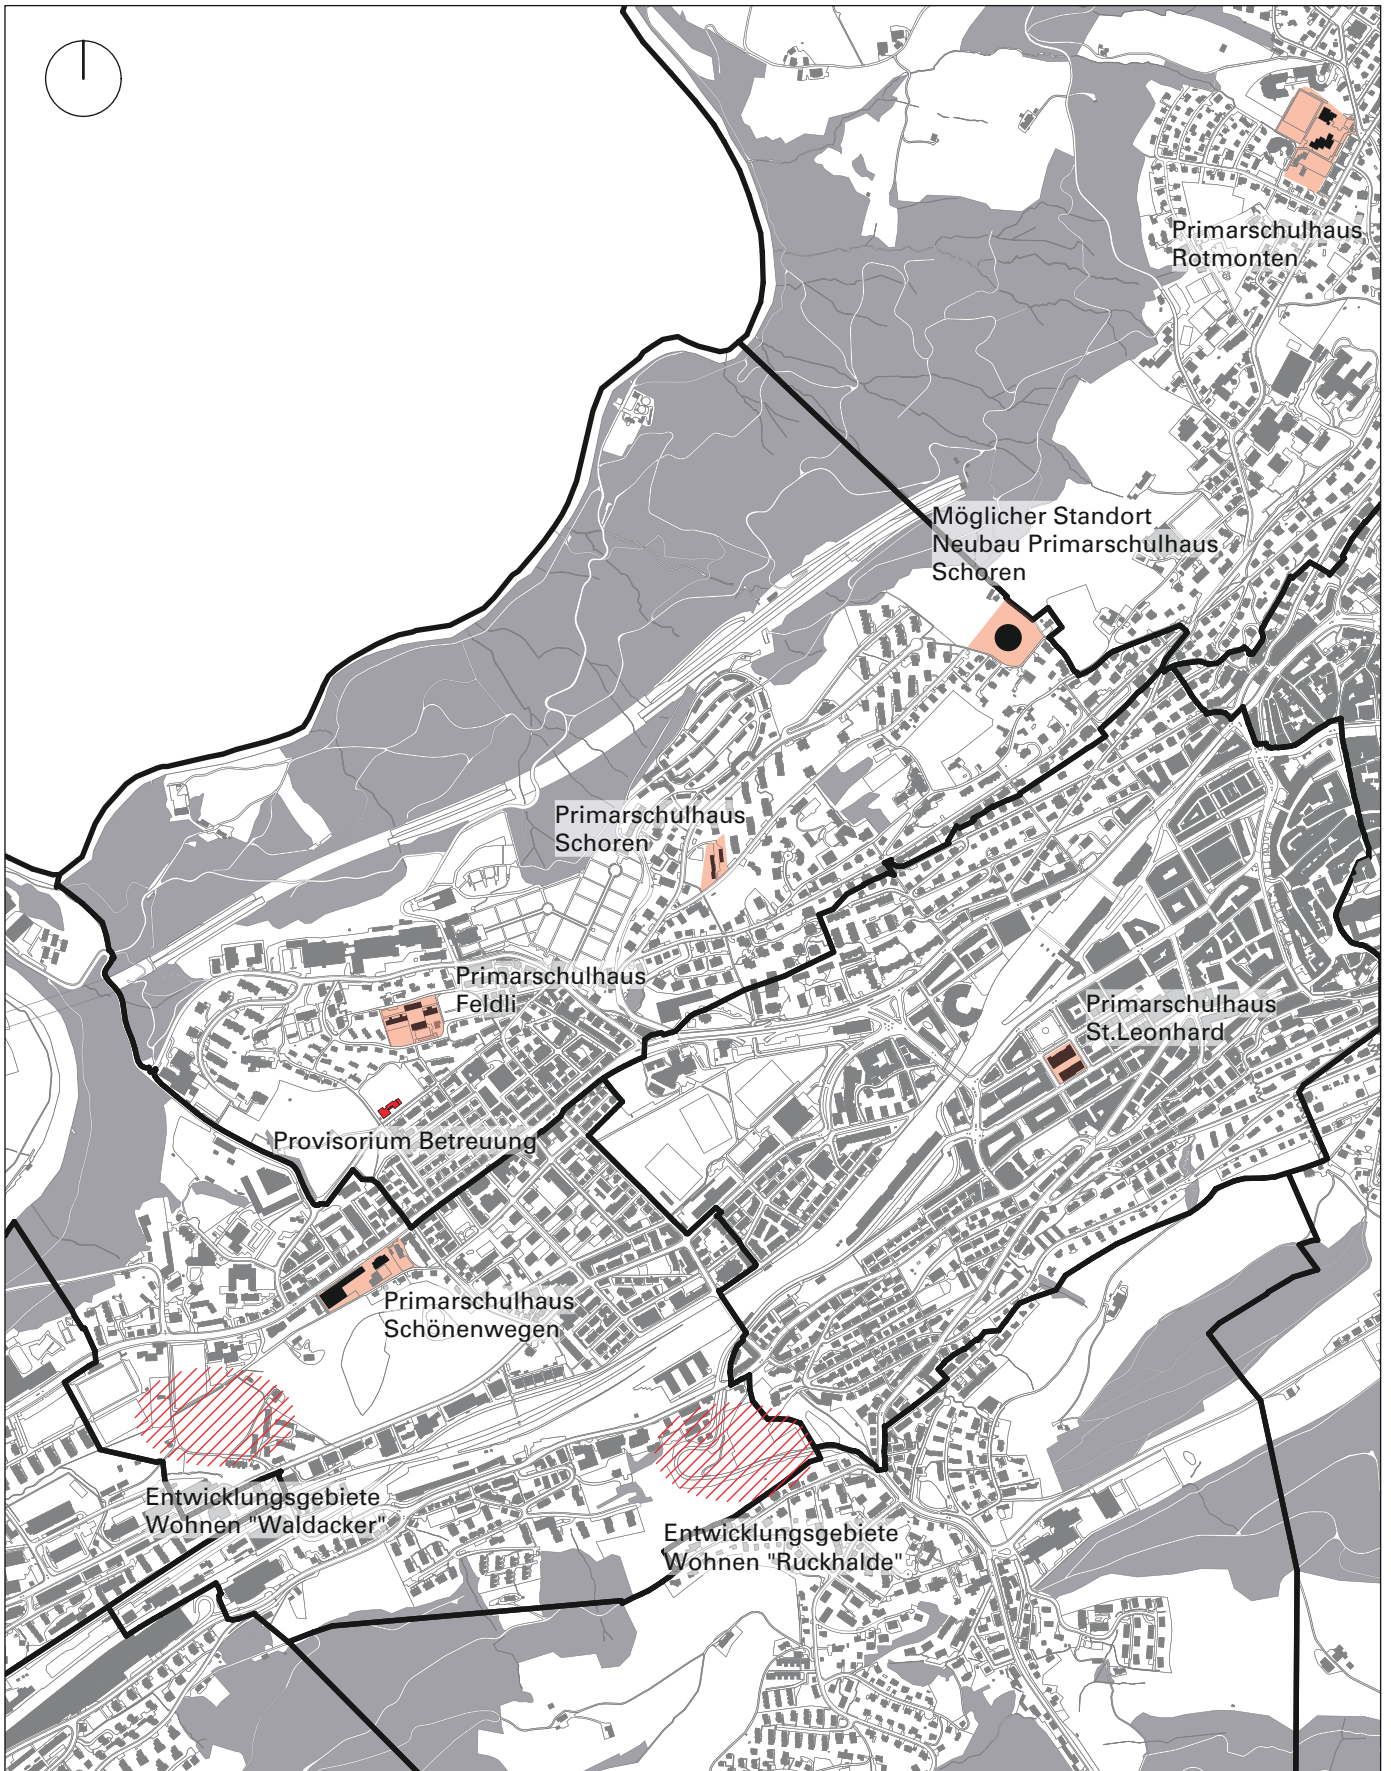 Primarschulhaus
Rotmonten
Möglicher Standort
Neubau Primarschulhaus
Schoren
Primarschulhaus
Schoren
Primarschulhaus
Feldli
Primarschulhaus
St.Leonhard
Provisorium Betreuung
Primarschulhaus
Schönenwegen
Entwicklungsgebiete
Wohnen "Waldacker"
Entwicklungsgebiete
Wohnen "Ruckhalde"